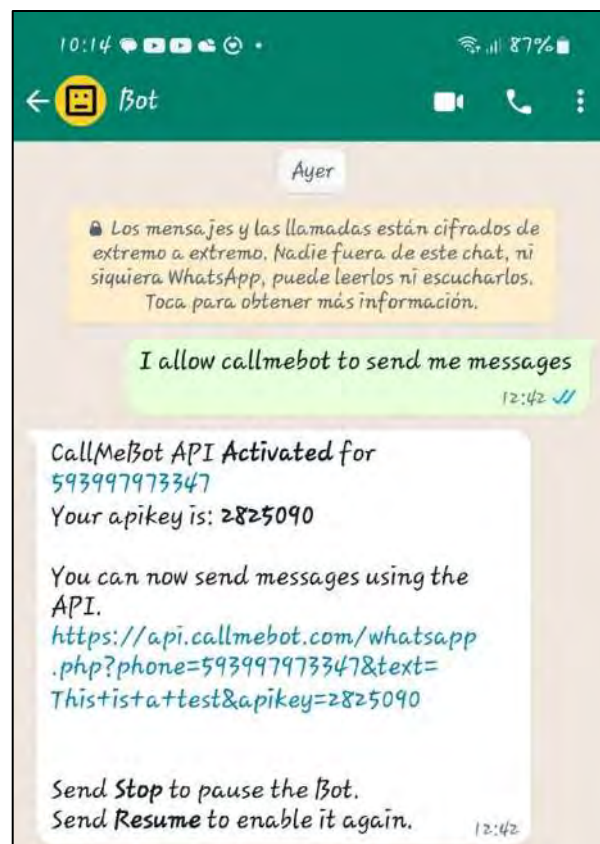 10:14
87%
Bot
Ayer
Los mensajes y las llamadas están cifrados de
extremo a extremo. Nadie fuera de este chat, ni
siquiera WhatsApp, puede leerlos ni escucharlos.
Toca para obtener más información.
I allow callmebot to send me messages
12:42
CallMeBot API Activated for
593997973347
Your apikey is: 2825090
You can now send messages using the
API.
https://api.callmebot.com/whatsapp
.php?phone=593997973347&text=
This+is+a+test&apikey=2825090
Send Stop to pause the Bot.
Send Resume to enable it again.
12:42